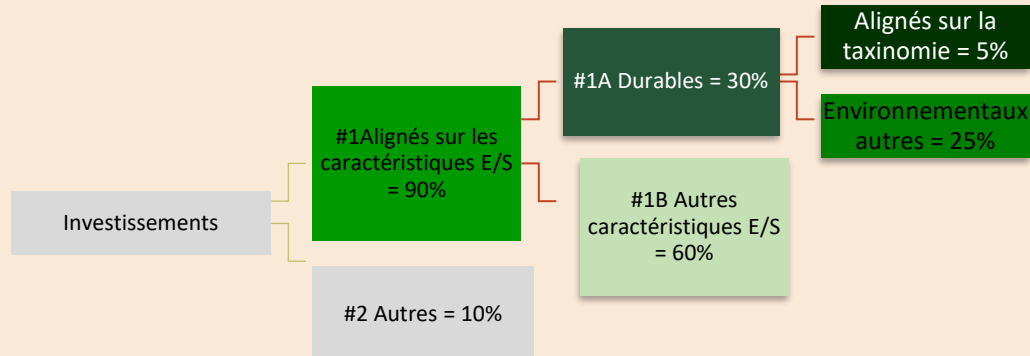 Investissements
#1Alignés sur les
caractéristiques E/S
= 90%
#2 Autres = 10%
#1A Durables = 30%
#1B Autres
caractéristiques E/S
= 60%
Alignés sur la
taxinomie = 5%
Environnementaux
autres = 25%